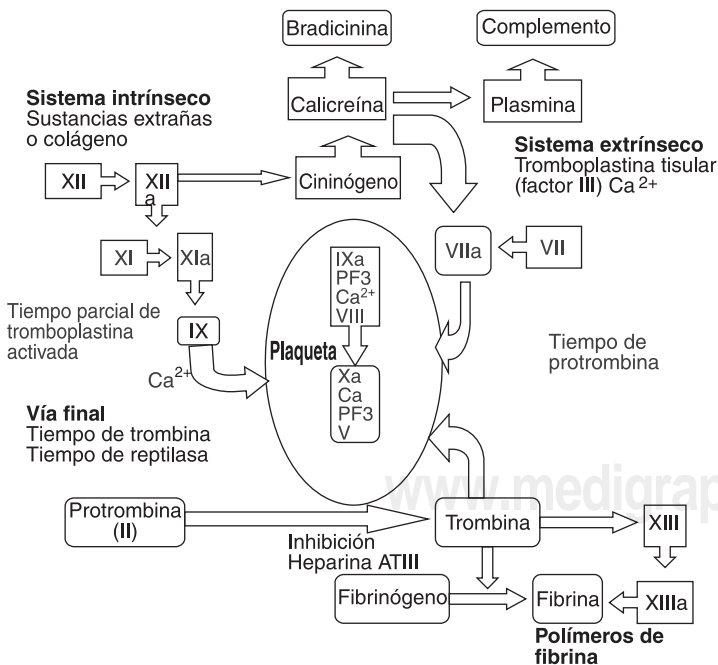 Bradicinina
Complemento
Calicreína
Plasmina
Sistema intrínseco
Sustancias extrañas
o colágeno
Sistema extrínseco
Tromboplastina tisular
(factor III) Ca2+
XII
XII
a
Cininógeno
XI
XIa
VIIa
VII
IXa
PF3
Ca2+
VIII
Tiempo parcial de
tromboplastina
activada
IX
Ca2+
Plaqueta
Tiempo de
protrombina
Xa
Ca
PF3
V
Vía final
Tiempo de trombina
Tiempo de reptilasa
www.medigrap
Protrombina
(II)
Trombina
XIII
Inhibición
Heparina ATIII
Fibrinógeno
Fibrina
XIIIa
Polímeros de
fibrina